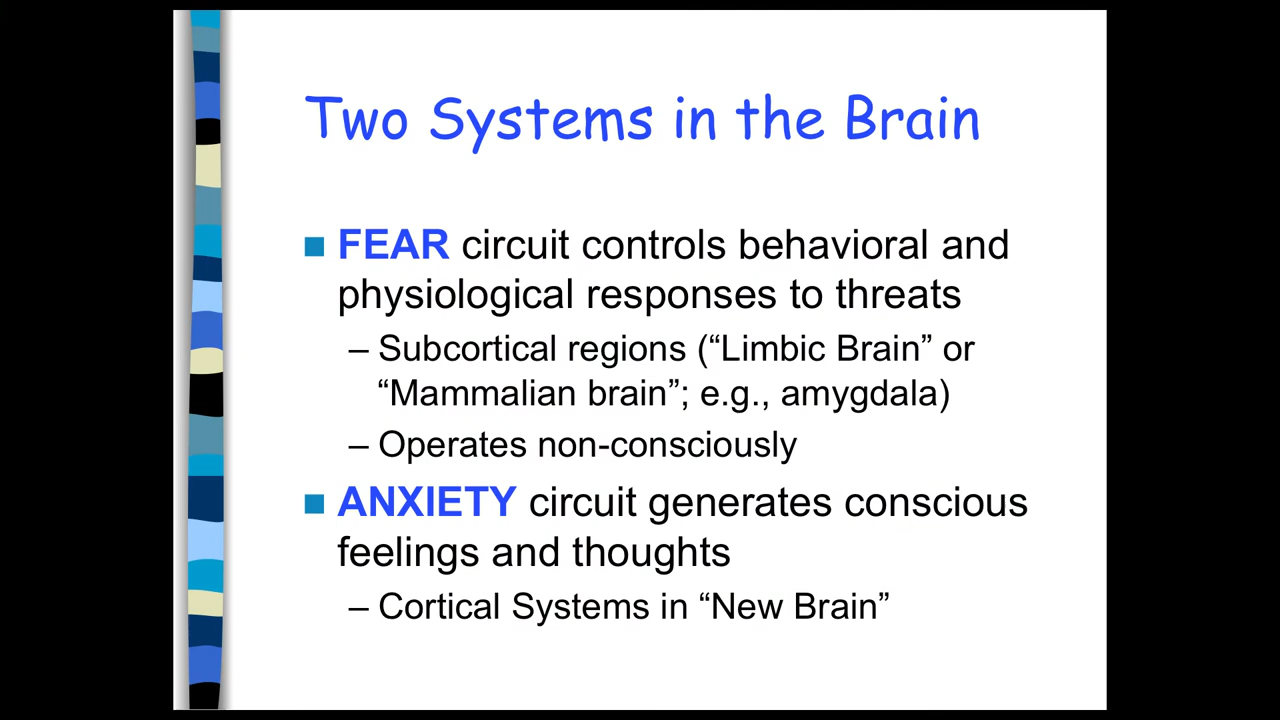 Two Systems in the Brain
FEAR circuit controls behavioral and
physiological responses to threats
– Subcortical regions (“Limbic Brain” or
“Mammalian brain”; e.g., amygdala)
– Operates non-consciously
ANXIETY circuit generates conscious
feelings and thoughts
– Cortical Systems in “New Brain”